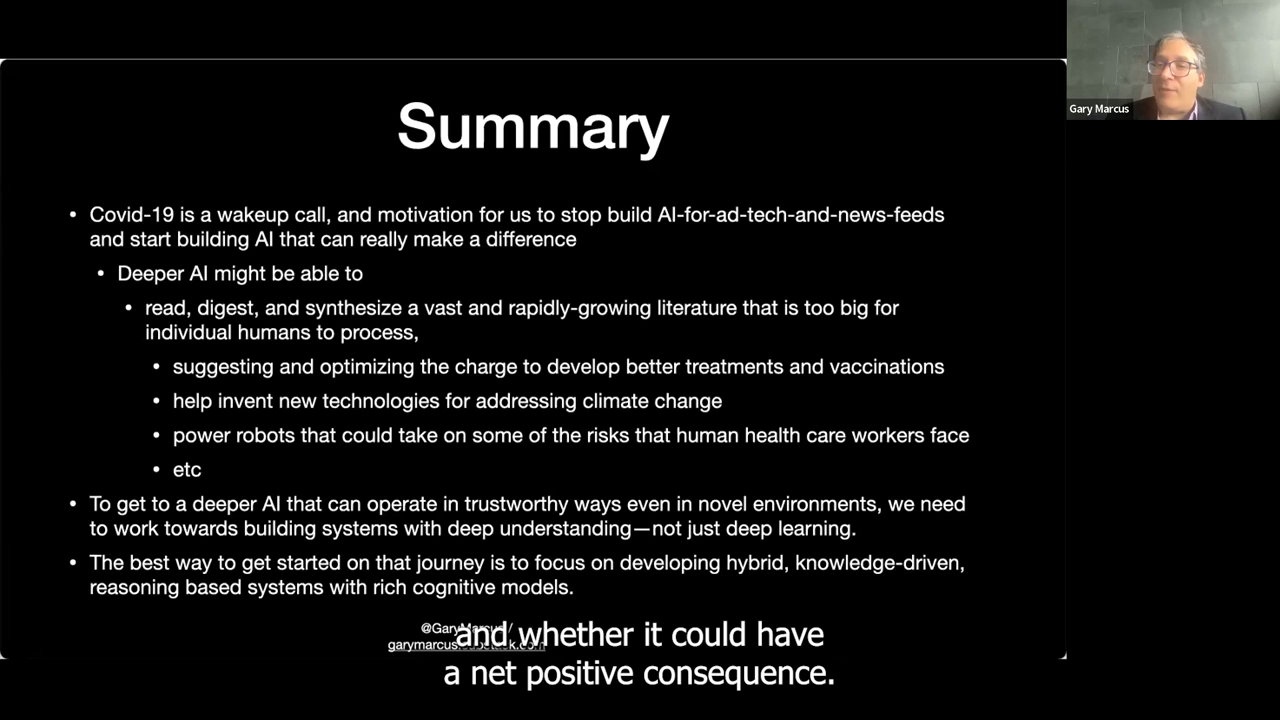 Gary Marcus
Summary
• Covid-19 is a wakeup call, and motivation for us to stop build AI-for-ad-tech-and-news-feeds
and start building AI that can really make a difference
• Deeper AI might be able to
• read, digest, and synthesize a vast and rapidly-growing literature that is too big for
individual humans to process,
• suggesting and optimizing the charge to develop better treatments and vaccinations
• help invent new technologies for addressing climate change
• power robots that could take on some of the risks that human health care workers face
• etc
• To get to a deeper AI that can operate in trustworthy ways even in novel environments, we need
to work towards building systems with deep understanding—not just deep learning.
• The best way to get started on that journey is to focus on developing hybrid, knowledge-driven,
reasoning based systems with rich cognitive models.
@GaryMarcus /
garymarcus.substack.com
and whether it could have
a net positive consequence.